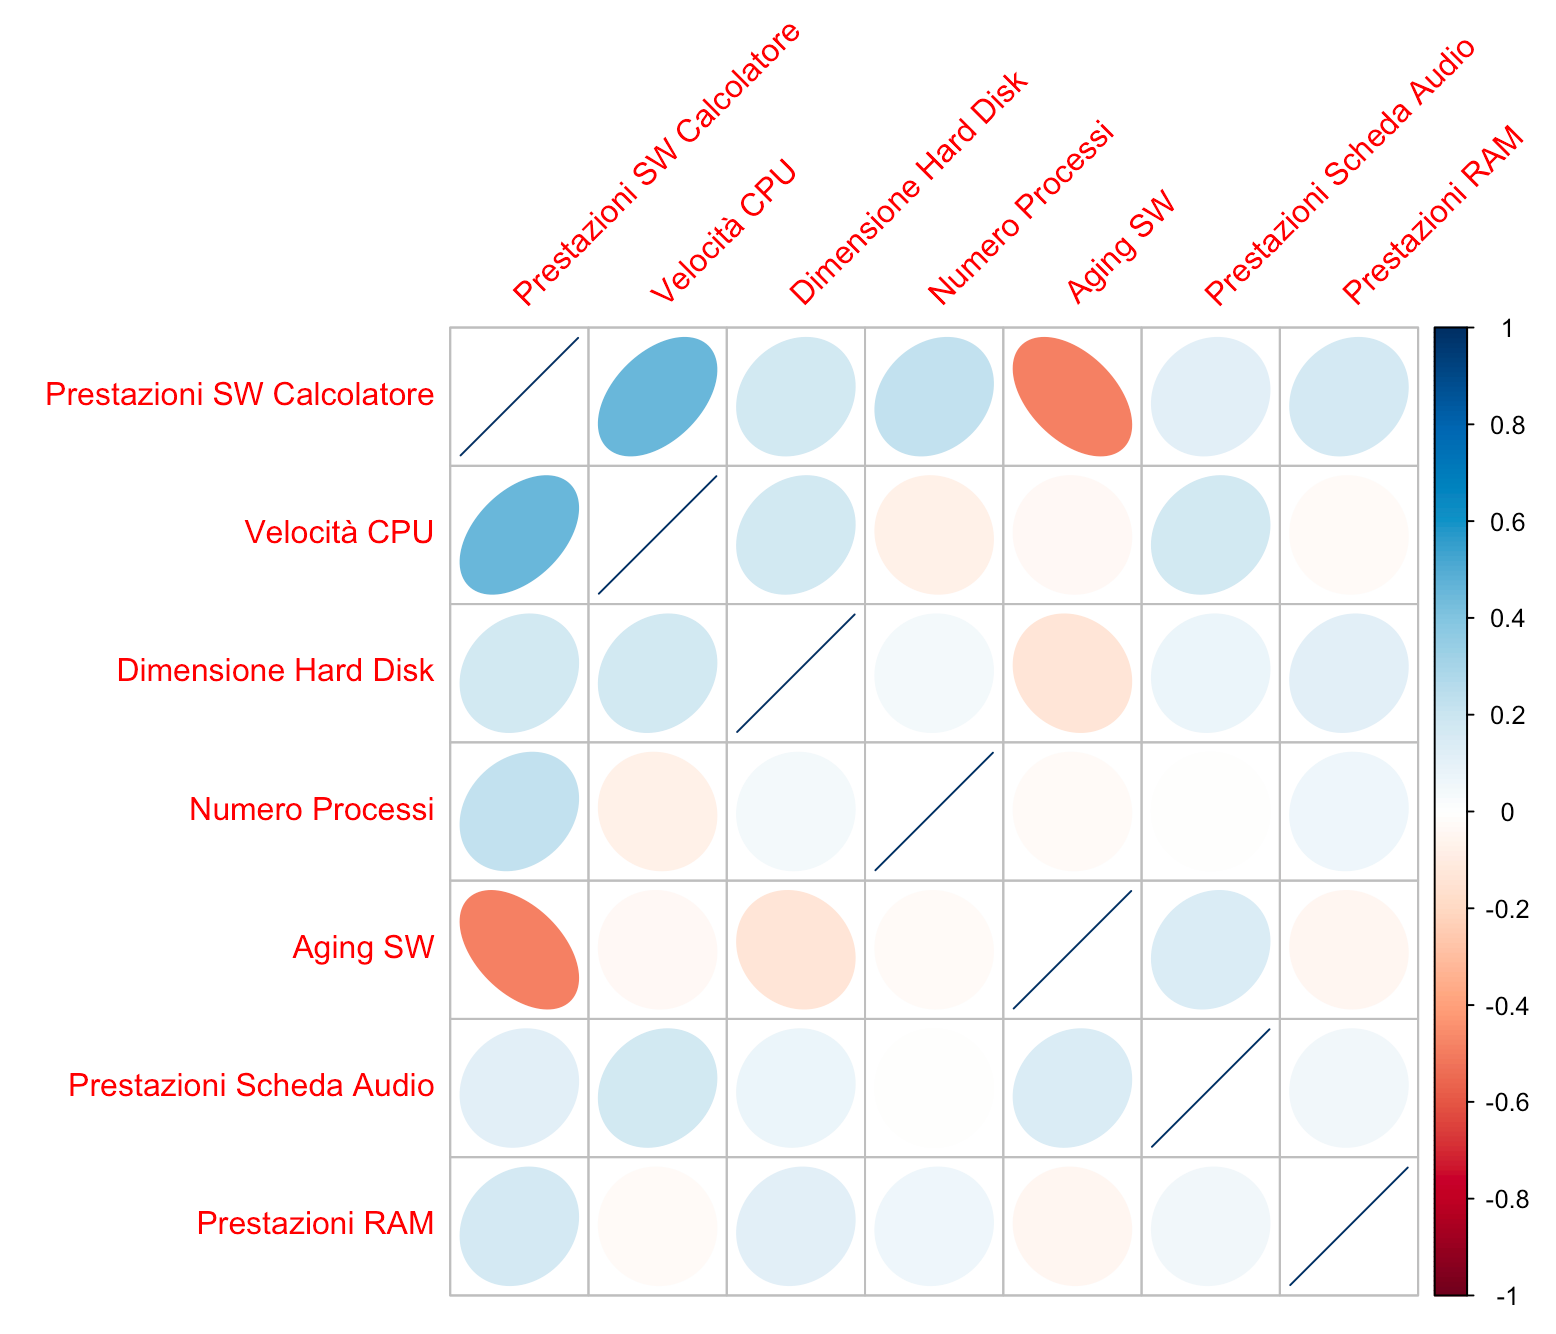 Prestazioni SW Calcolatore
Velocità CPU
Dimensione Hard Disk
Numero Processi
Aging SW
Prestazioni Scheda Audio
Prestazioni RAM
Prestazioni SW Calcolatore
Velocità CPU
Dimensione Hard Disk
Numero Processi
Aging SW
Prestazioni Scheda Audio
Prestazioni RAM
1
0.8
0.6
0.4
0.2
0
-0.2
-0.4
-0.6
-0.8
-1